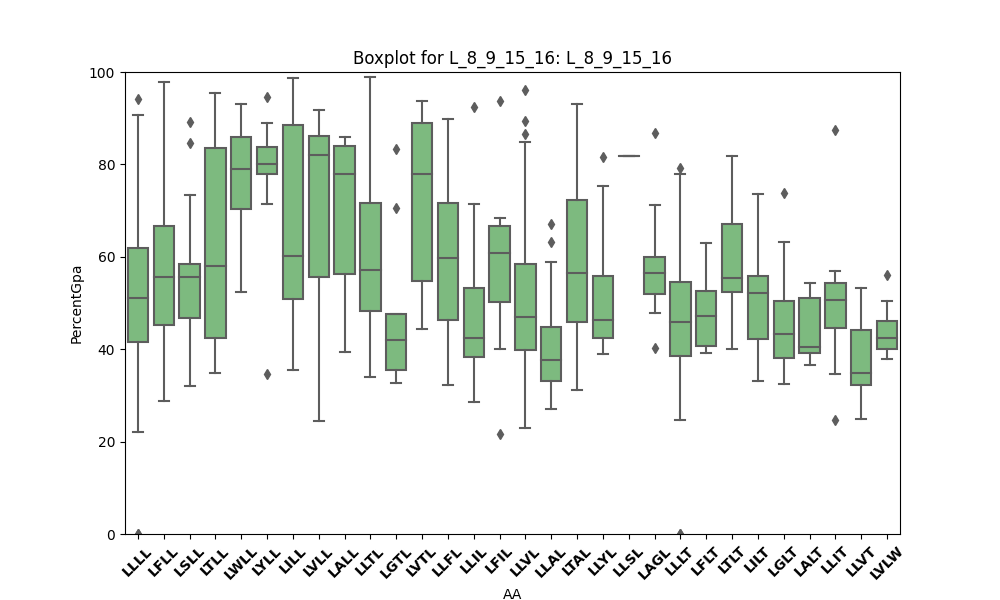 Boxplot for L_8_9_15_16: L_8_9_15_16
100
80
60
40
20
0
PercentGpa
LLLL LFLL LSLL LTLL LWLL LYLL LILL LVLL LALL LLTL LGTL LVTL LLFL LLIL LFIL LLVL LLAL LTAL LLYL LLSL LAGL LLLT LFLT LTLT LILT LGLT LALT LLIT LLVT LVLW
AA